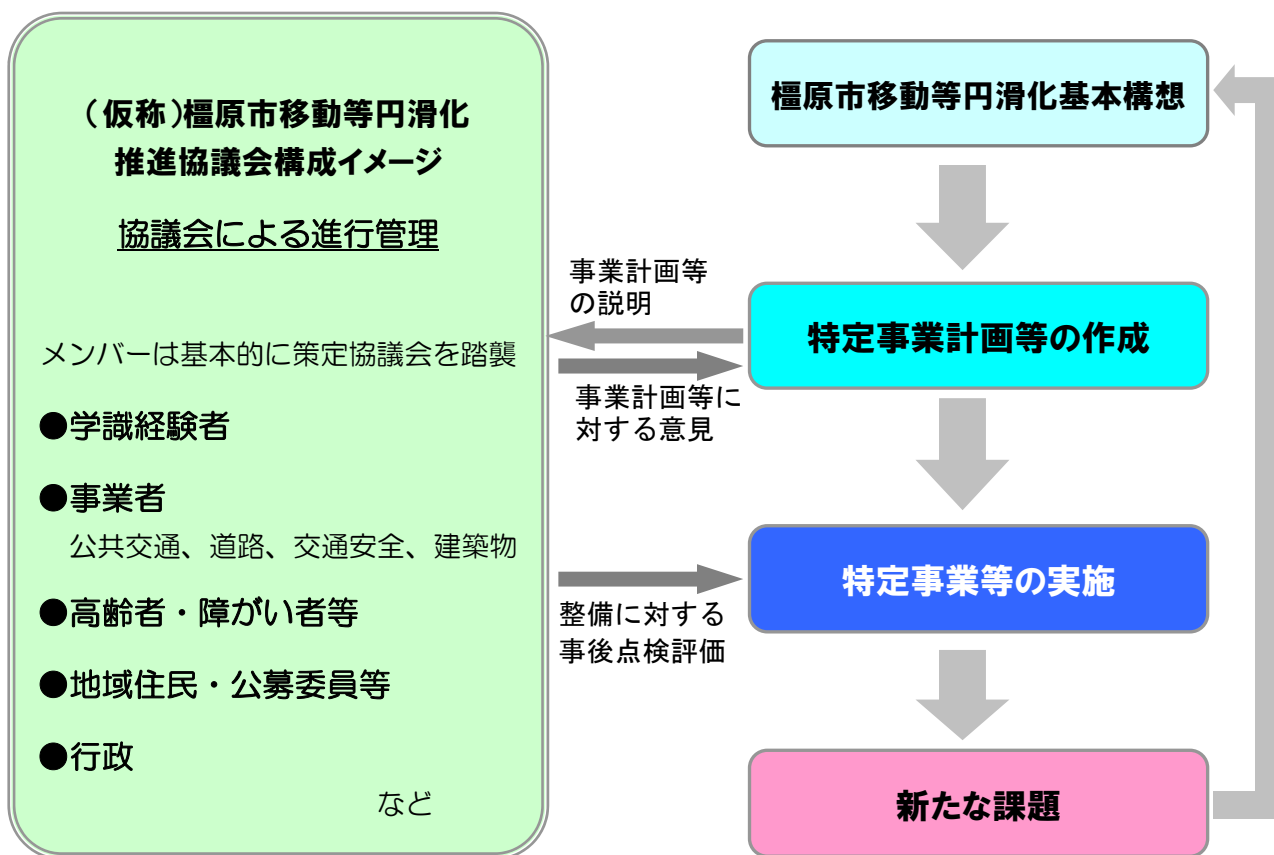 （仮称）橿原市移動等円滑化
推進協議会構成イメージ
協議会による進行管理
メンバーは基本的に策定協議会を踏襲
●学識経験者
●事業者
公共交通、道路、交通安全、建築物
●高齢者・障がい者等
●地域住民・公募委員等
●行政
など
事業計画等
の説明
事業計画等に
対する意見
整備に対する
事後点検評価
橿原市移動等円滑化基本構想
特定事業計画等の作成
特定事業等の実施
新たな課題